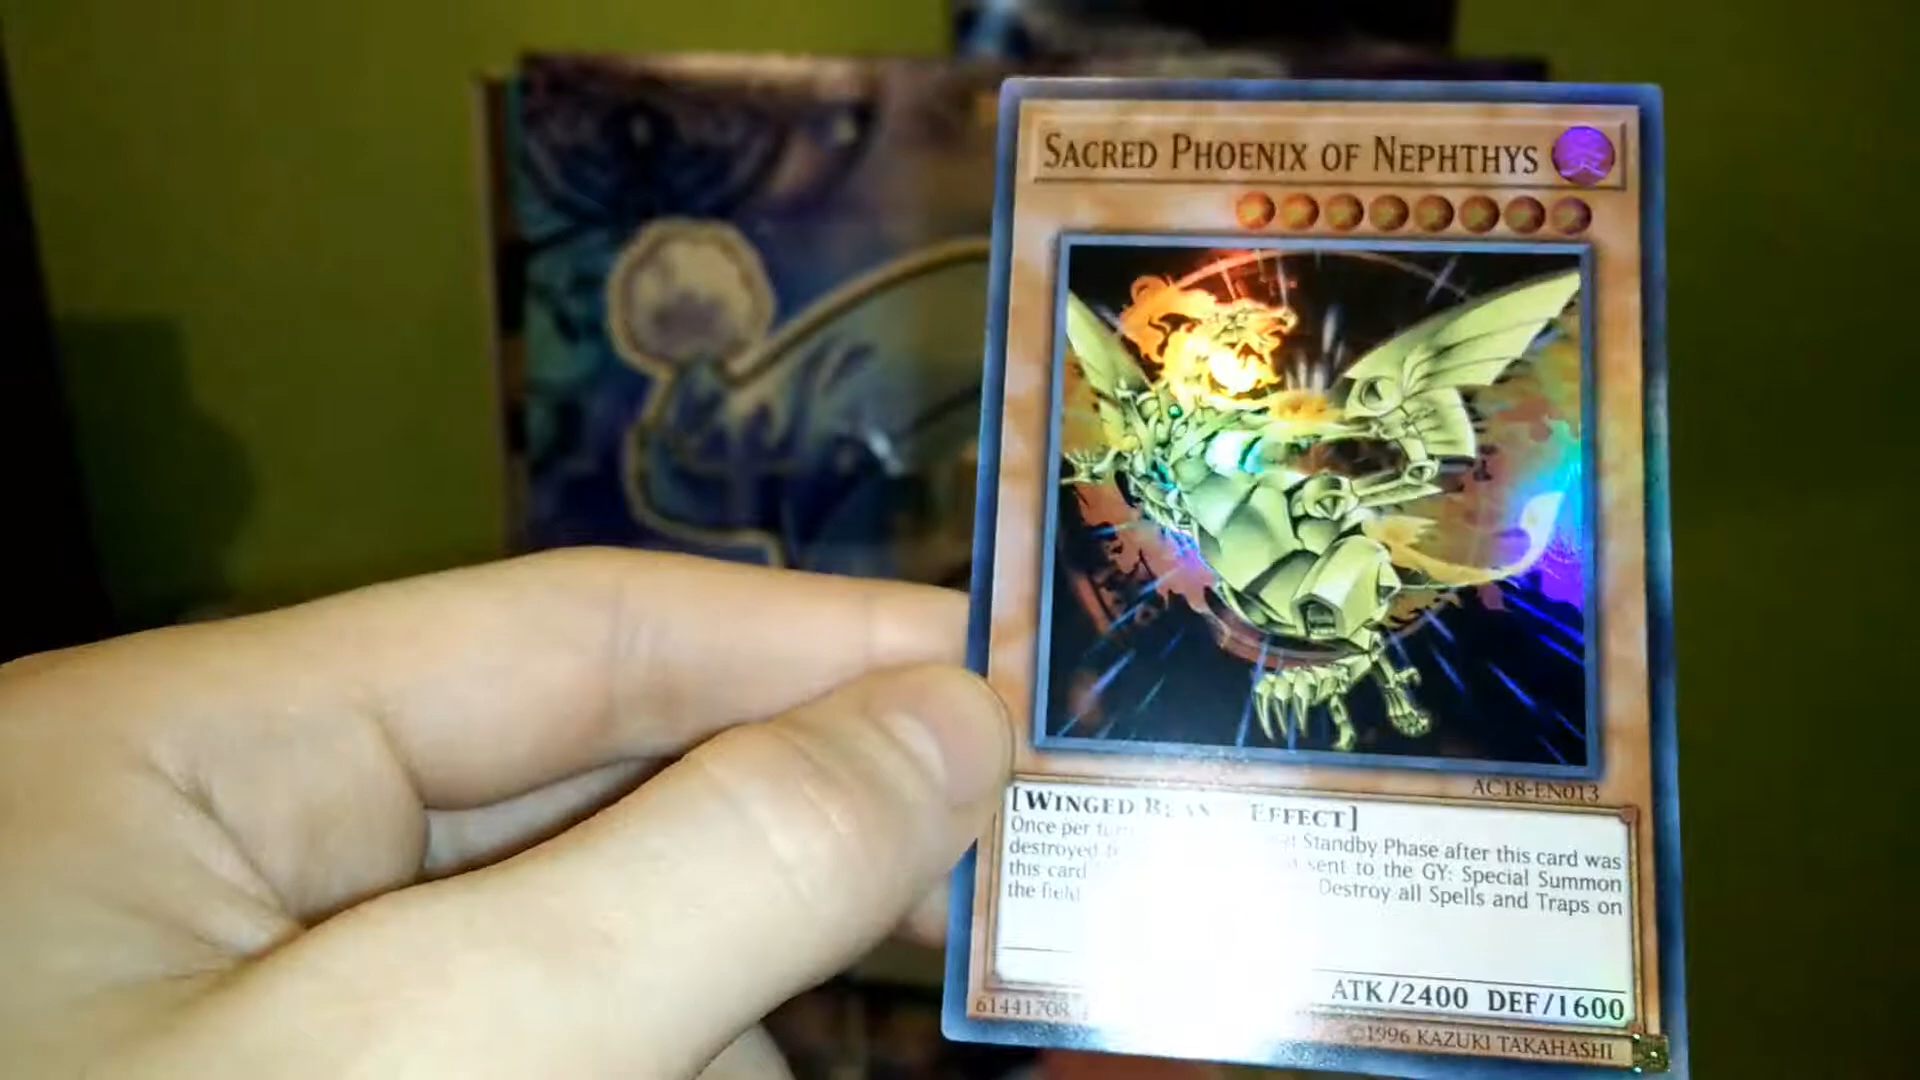 SACRED PHOENIX OF NEPHTHYS
炎
AC18-EN013
[WINGED EFFECT]
Once per Standby Phase after this card was
destroyed sent to the GY: Special Summon
this card Destroy all Spells and Traps on
the field
ATK/2400 DEF/1600
61441708
©1996 KAZUKI TAKAHASHI